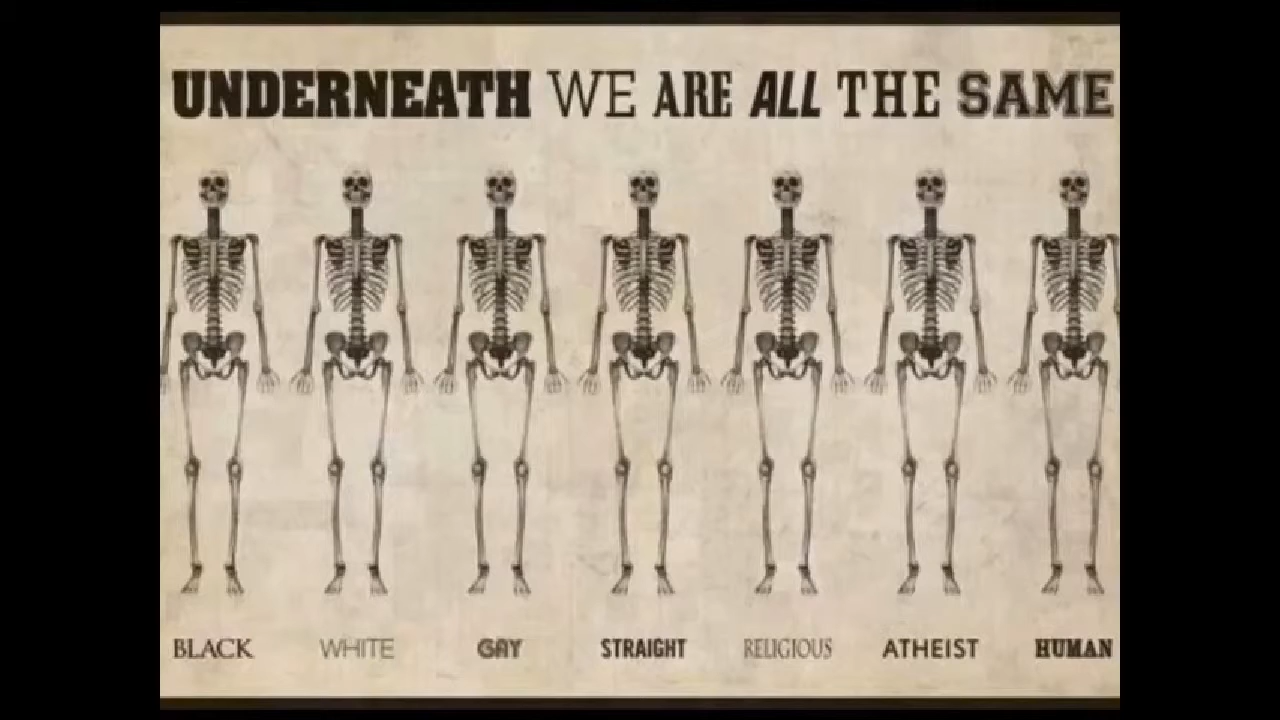 UNDERNEATH WE ARE ALL THE SAME
BLACK WHITE GAY STRAIGHT RELIGIOUS ATHEIST HUMAN